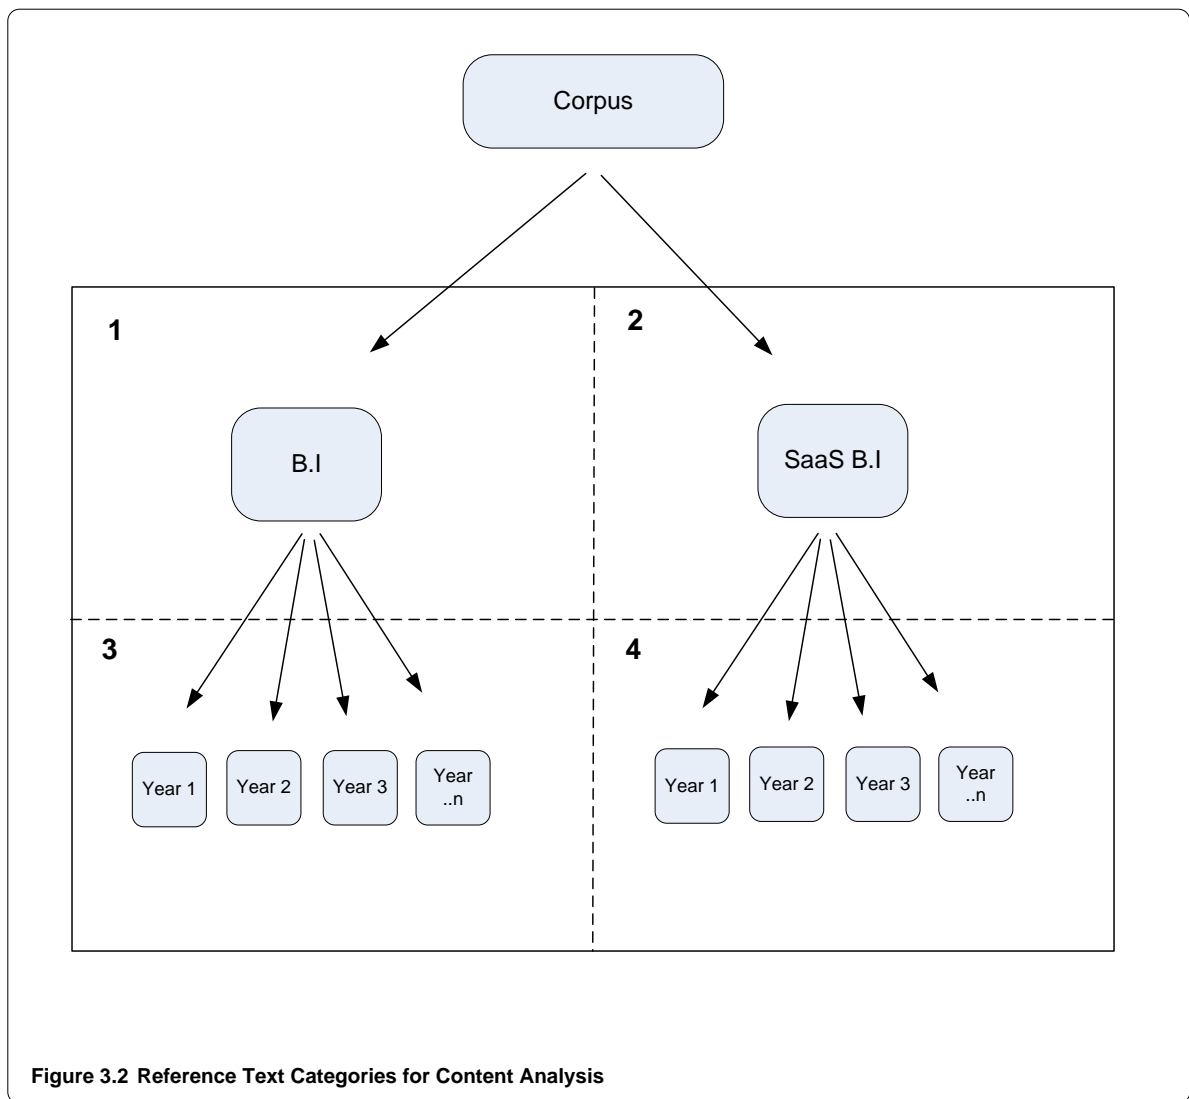 Corpus
1
2
B.I
SaaS B.I
3
4
Year 1
Year 2
Year 3
Year
..n
Year 1
Year 2
Year 3
Year
..n
Figure 3.2 Reference Text Categories for Content Analysis